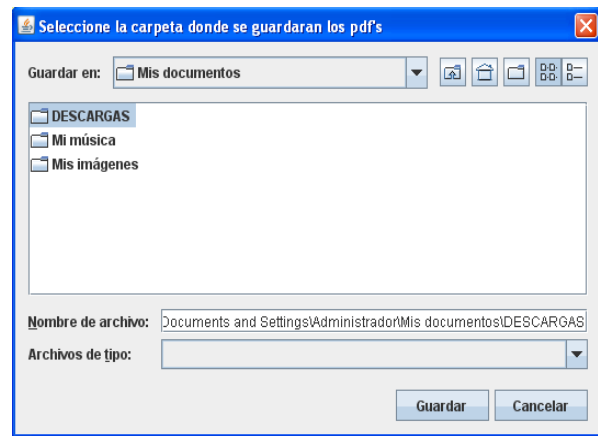 Seleccione la carpeta donde se guardaran los pdf's
Guardar en: Mis documentos
DESCARGAS
Mi música
Mis imágenes
Nombre de archivo: Documents and Settings\Administrador\Mis documentos\DESCARGAS
Archivos de tipo:
Guardar Cancelar